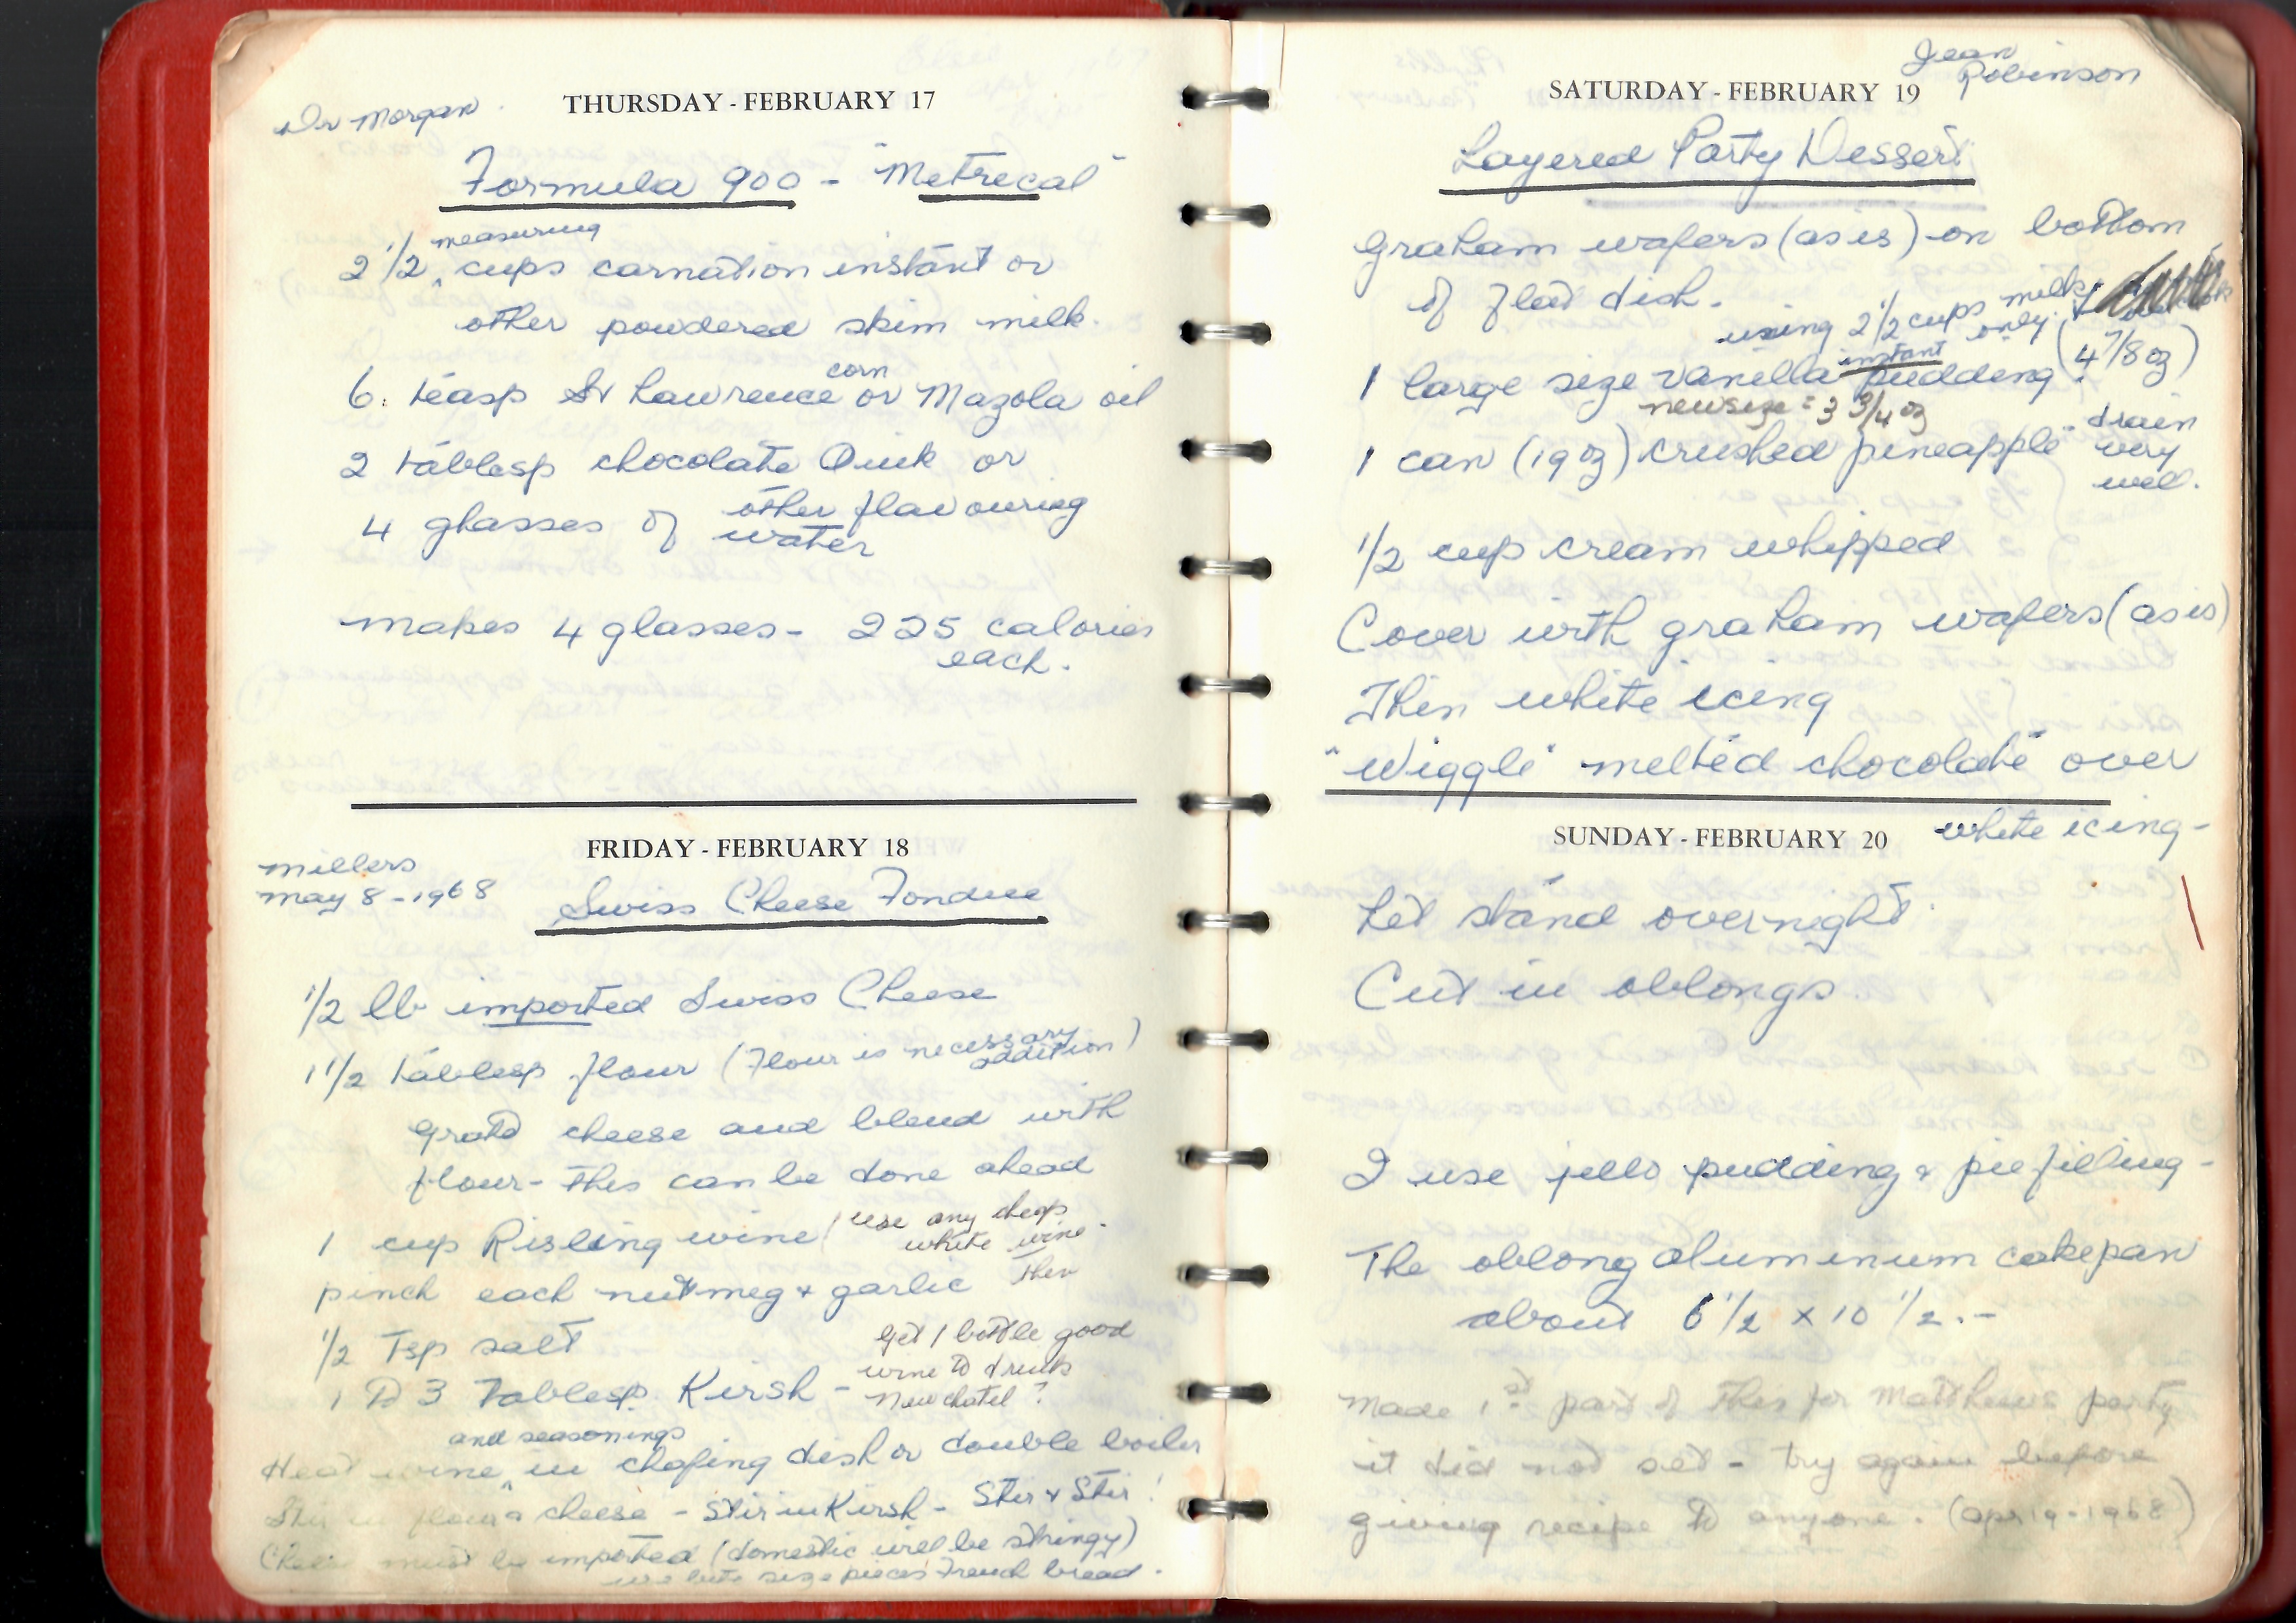 Dr Morgan
THURSDAY - FEBRUARY 17
Formula 900 - "Metrecal"
measuring
2 1/2 cups carnation instant or
other powdered skim milk.
corn
6. teasp St Lawrence or Mazola oil
2 tablesp chocolate Quik or
other flavouring
4 glasses of water
makes 4 glasses - 225 calories
each.
FRIDAY - FEBRUARY 18
millers
may 8 - 1968
Swiss Cheese Fondue
1/2 lb imported Swiss Cheese
1 1/2 tablesp flour (Flour is necessary
addition)
grate cheese and blend with
flour - this can be done ahead
1 cup Risling wine (use any cheap
white wine.
pinch each nutmeg & garlic Then
1/2 Tsp salt
get 1 bottle good
wine to drink
1 to 3 Tablesp. Kirsh - Newchatel?
and seasonings
Heat wine in chafing dish or double boiler
Stir in flour & cheese - Stir in Kirsh - Stir & Stir!
Cheese must be imported (domestic will be stringy)
use bite size pieces French bread.
Jean
Robinson
SATURDAY - FEBRUARY 19
Layered Party Dessert
Graham wafers (as is) on bottom
of flat dish.
using 2 1/2 cups milk
only.
instant
1 large size vanilla pudding. (4 7/8 oz)
new size = 3 3/4 oz
1 can (19 oz) crushed pineapple - drain
very
well.
1/2 cup cream whipped
Cover with graham wafers (as is)
Then white icing
"Wiggle" melted chocolate over
SUNDAY - FEBRUARY 20
white icing -
Let stand overnight.
Cut in oblongs.
I use jello pudding & pie filling -
The oblong aluminum cakepan
about 6 1/2 x 10 1/2. -
made 1st part of this for Matthews party
it did not set - try again before
giving recipe to anyone. (apr 19 - 1968)